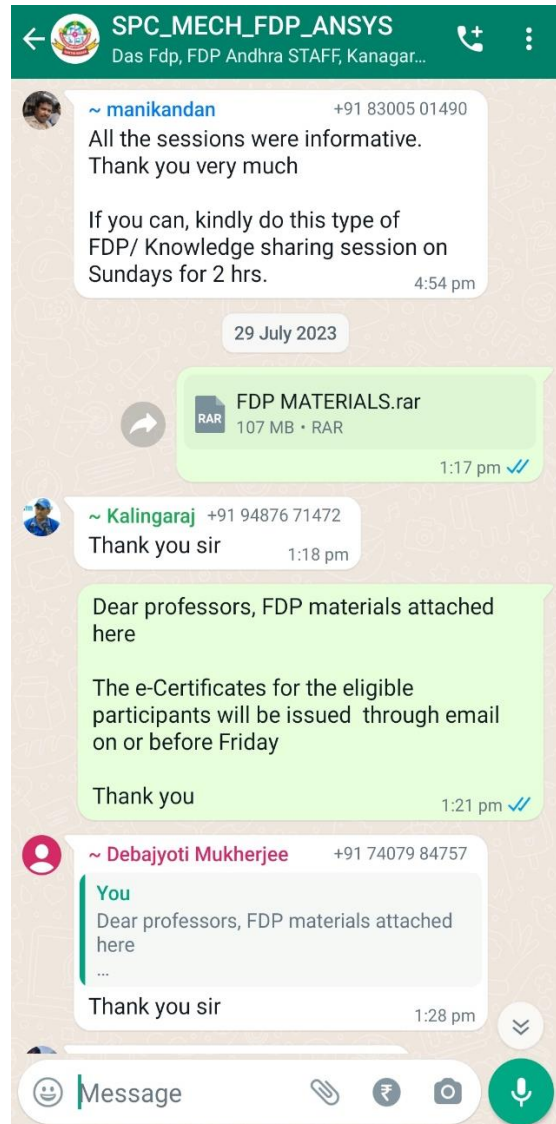 SPC_MECH_FDP_ANSYS
Das Fdp, FDP Andhra STAFF, Kanagar...
~ manikandan +91 83005 01490
All the sessions were informative.
Thank you very much
If you can, kindly do this type of
FDP/ Knowledge sharing session on
Sundays for 2 hrs.
4:54 pm
29 July 2023
FDP MATERIALS.rar
RAR
107 MB • RAR
1:17 pm
~ Kalingaraj +91 94876 71472
Thank you sir
1:18 pm
Dear professors, FDP materials attached
here
The e-Certificates for the eligible
participants will be issued through email
on or before Friday
Thank you
1:21 pm
~ Debajyoti Mukherjee +91 74079 84757
You
Dear professors, FDP materials attached
here
...
Thank you sir
1:28 pm
Message
₹